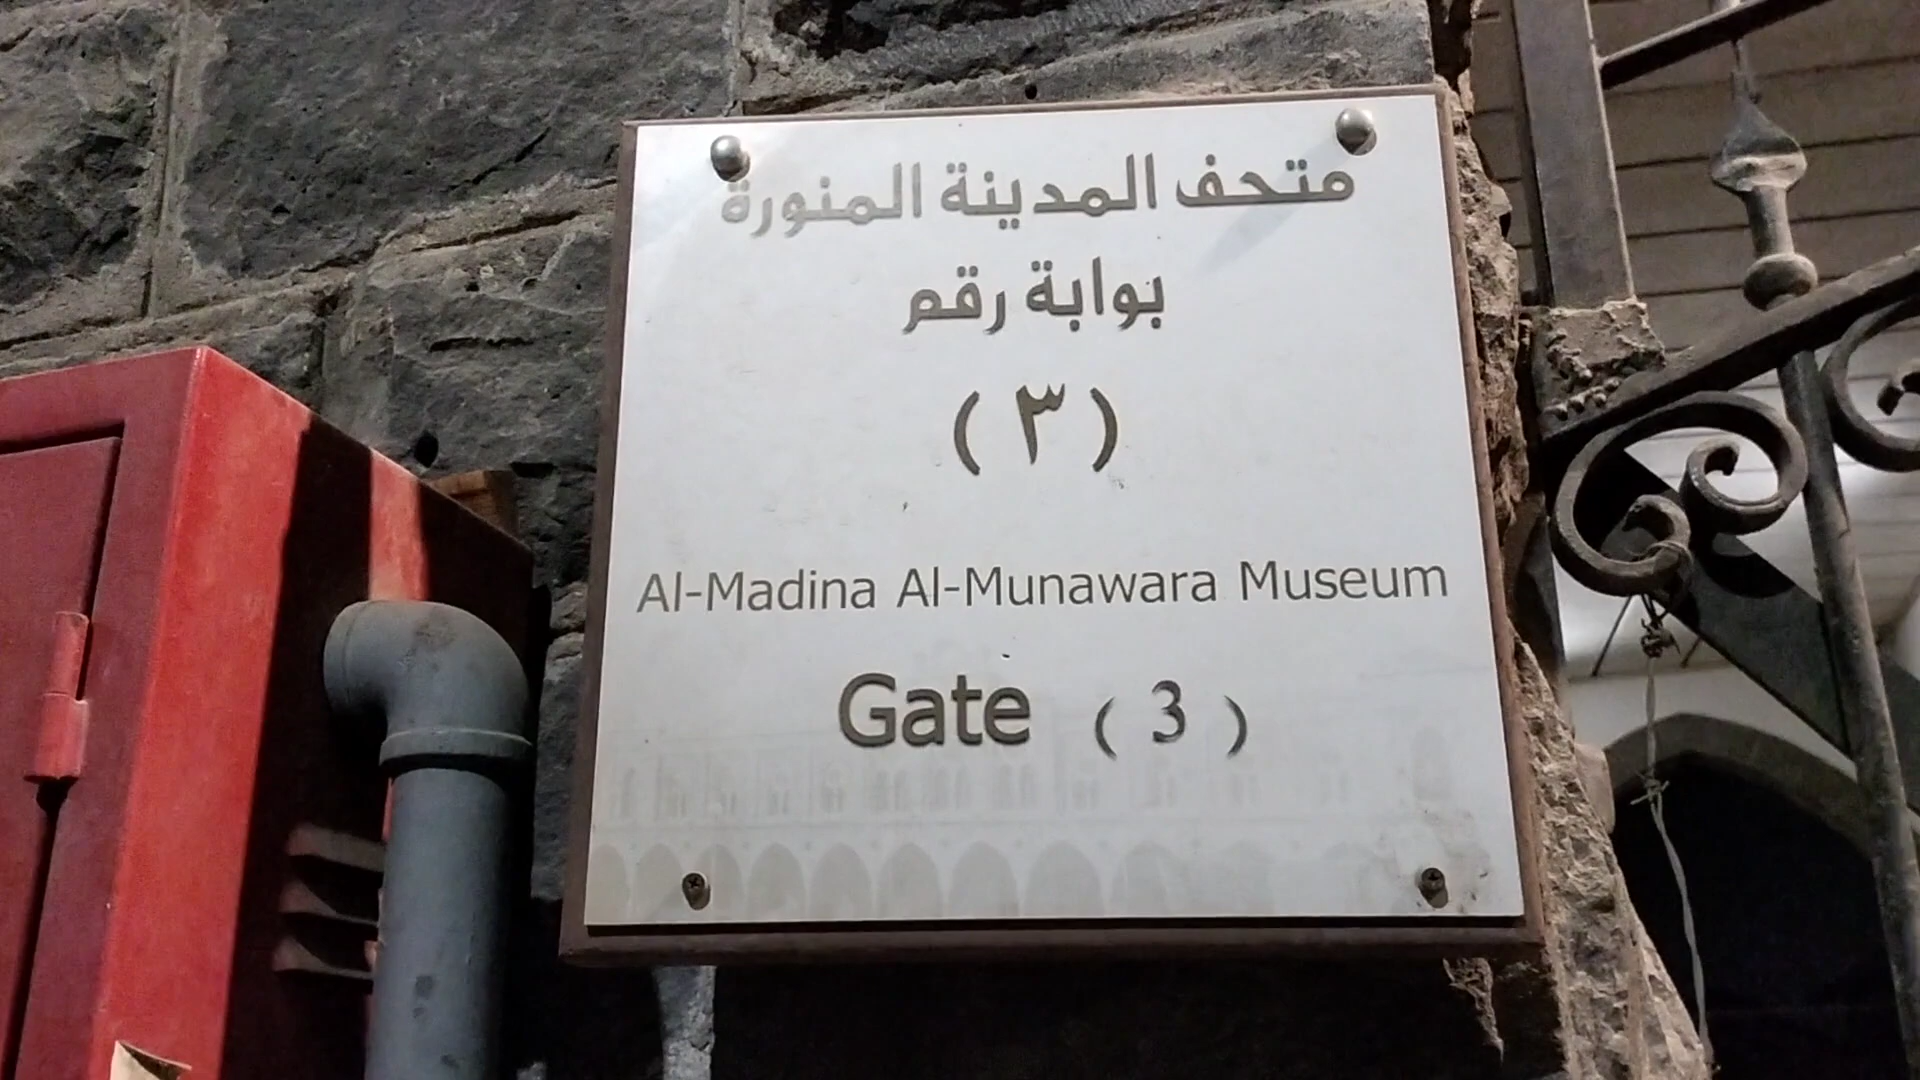 متحف المدينة المنورة
بوابة رقم
( ٣ )
Al-Madina Al-Munawara Museum
Gate ( 3 )